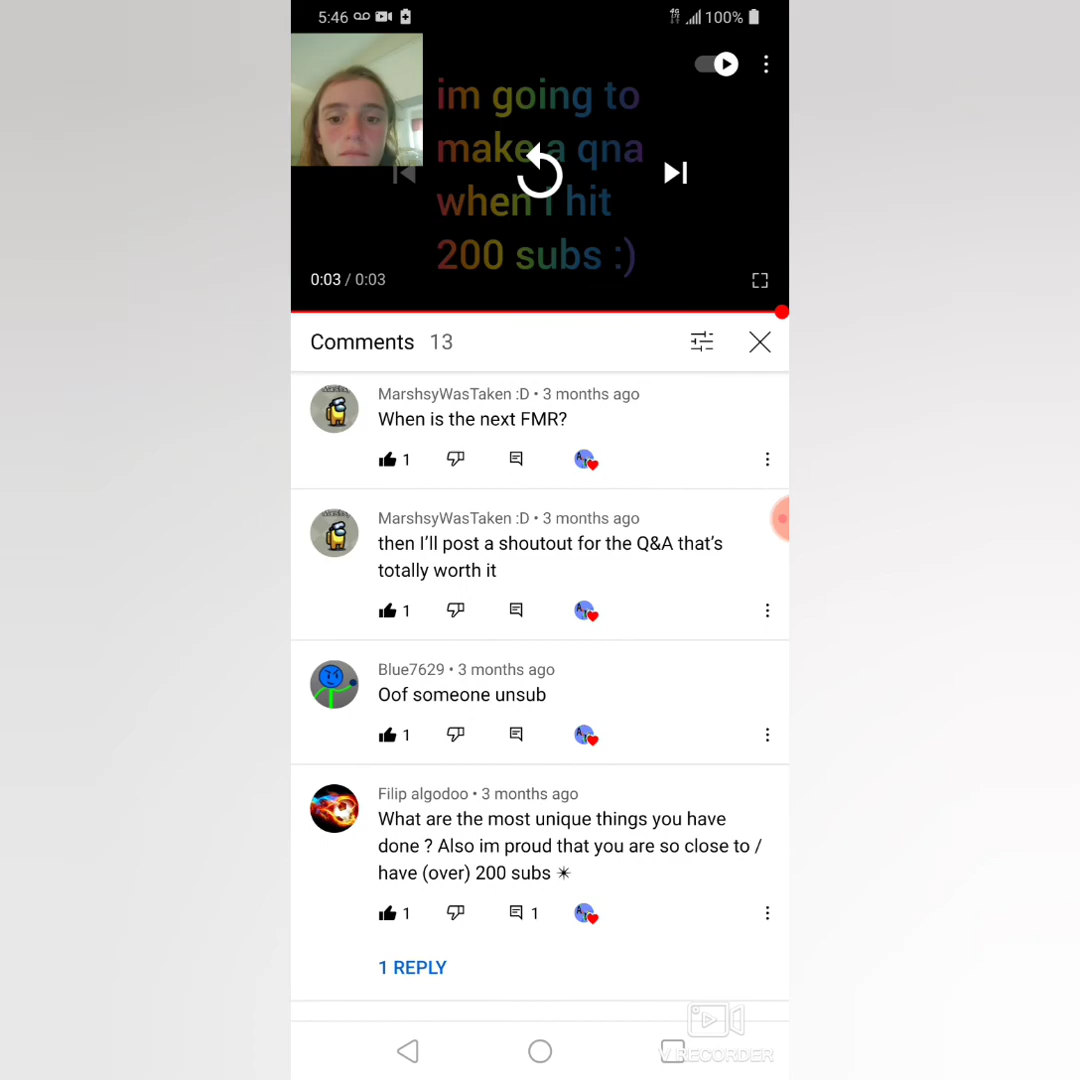 5:46 100%
im going to
make a qna
when I hit
200 subs :)
0:03 / 0:03
Comments 13
MarshsyWasTaken :D • 3 months ago
When is the next FMR?
1
MarshsyWasTaken :D • 3 months ago
then I’ll post a shoutout for the Q&A that’s
totally worth it
1
Blue7629 • 3 months ago
Oof someone unsub
1
Filip algodoo • 3 months ago
What are the most unique things you have
done ? Also im proud that you are so close to /
have (over) 200 subs ✴
1 1
1 REPLY
V RECORDER